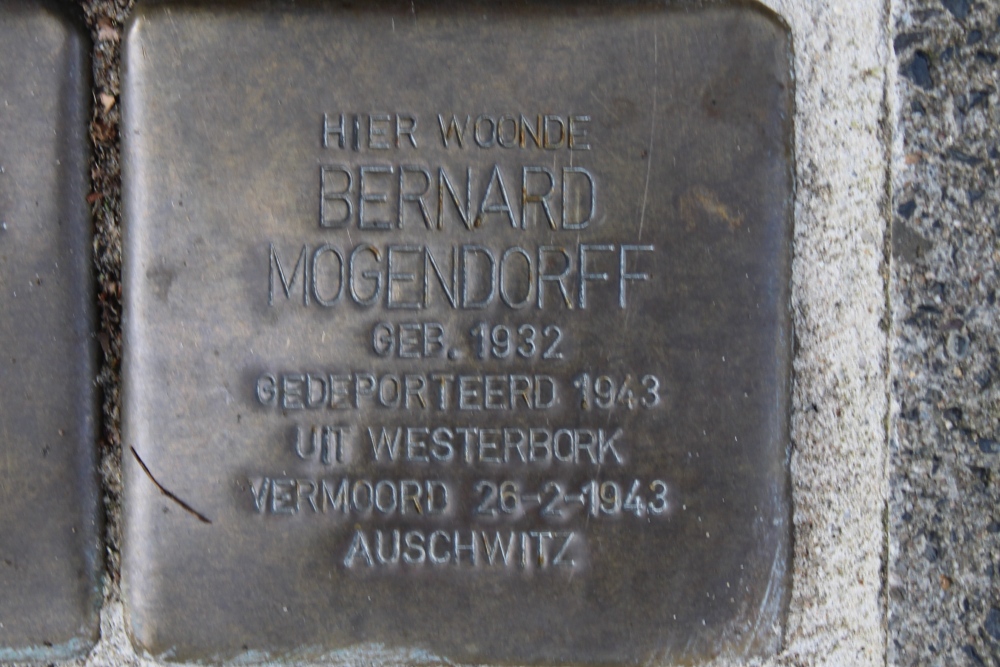 HIER WOONDE
BERNARD
MOGENDORFF
GEB. 1932
GEDEPORTEERD 1943
UIT WESTERBORK
VERMOORD 26-2-1943
AUSCHWITZ